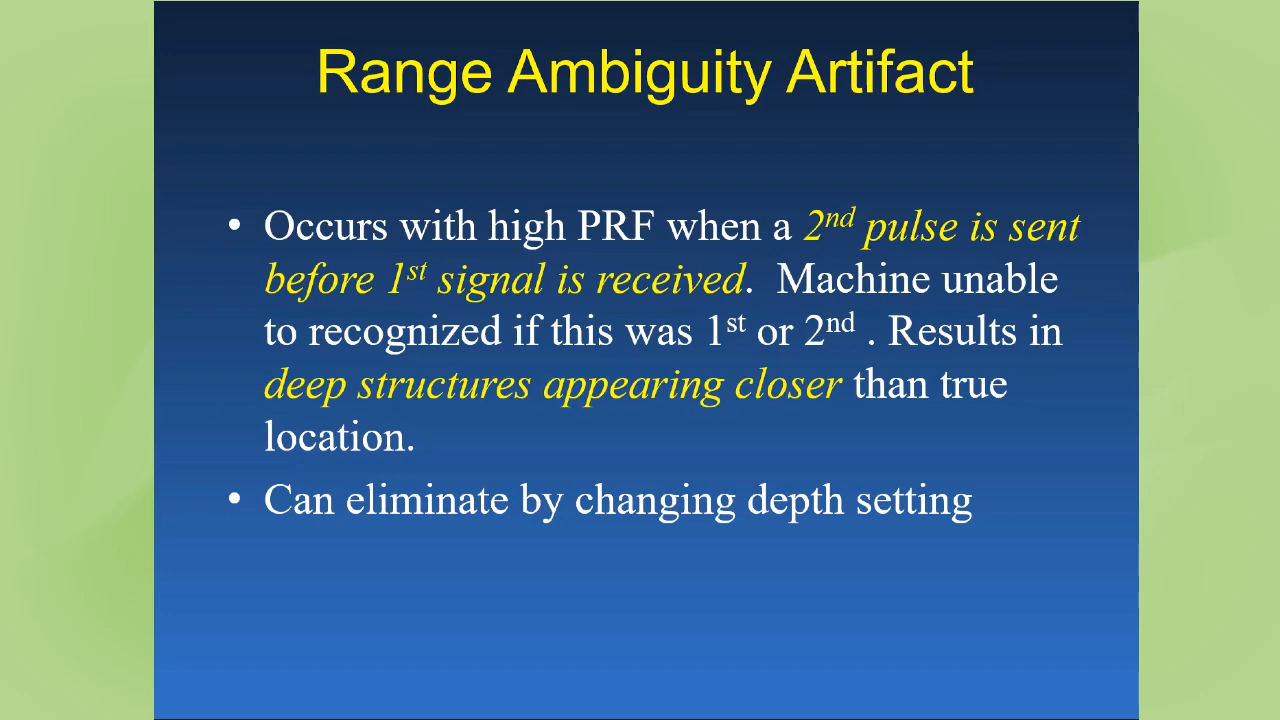 Range Ambiguity Artifact
• Occurs with high PRF when a 2nd pulse is sent
before 1st signal is received. Machine unable
to recognized if this was 1st or 2nd . Results in
deep structures appearing closer than true
location.
• Can eliminate by changing depth setting